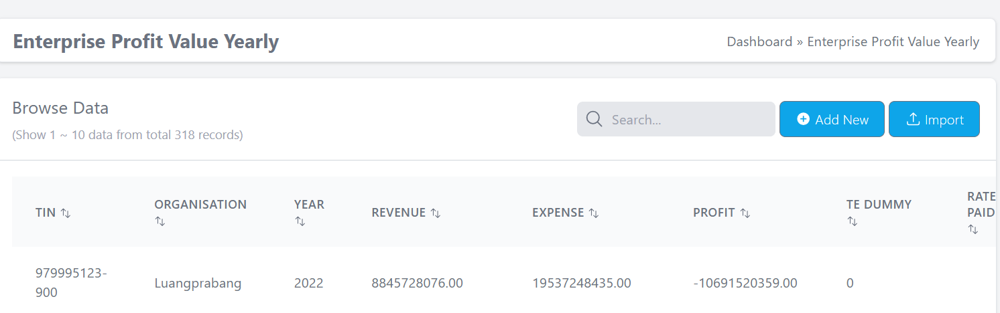 Enterprise Profit Value Yearly
Dashboard » Enterprise Profit Value Yearly
Browse Data
(Show 1 ~ 10 data from total 318 records)
Search...
Add New
Import
TIN
ORGANISATION
YEAR
REVENUE
EXPENSE
PROFIT
TE DUMMY
RATE
PAID
979995123-
900
Luangprabang
2022
8845728076.00
19537248435.00
-10691520359.00
0